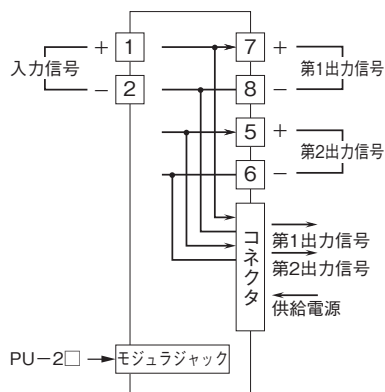 + 1
入力信号
− 2
7 +
第1出力信号
8 −
5 +
第2出力信号
6 −
コネクタ
第1出力信号
第2出力信号
供給電源
PU−2□
モジュラジャック